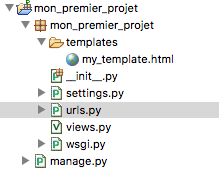 mon_premier_projet
mon_premier_projet
templates
my_template.html
__init__.py
settings.py
urls.py
views.py
wsgi.py
manage.py